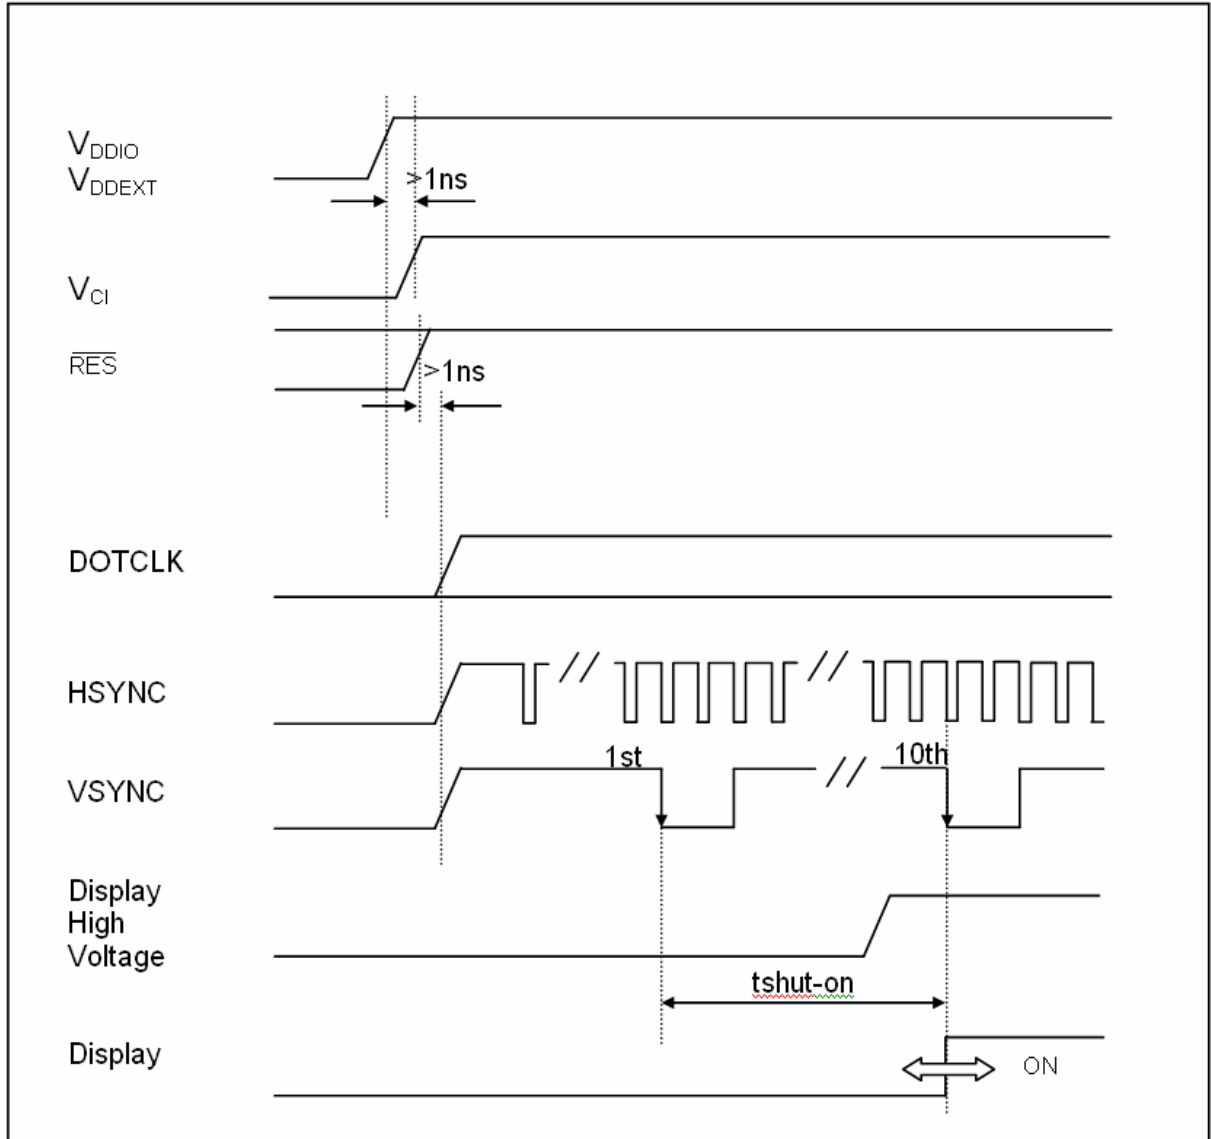 VDDIO
VDDEXT
>1ns
VCI
RES
>1ns
DOTCLK
HSYNC
1st
10th
VSYNC
Display
High
Voltage
tshut-on
Display
ON